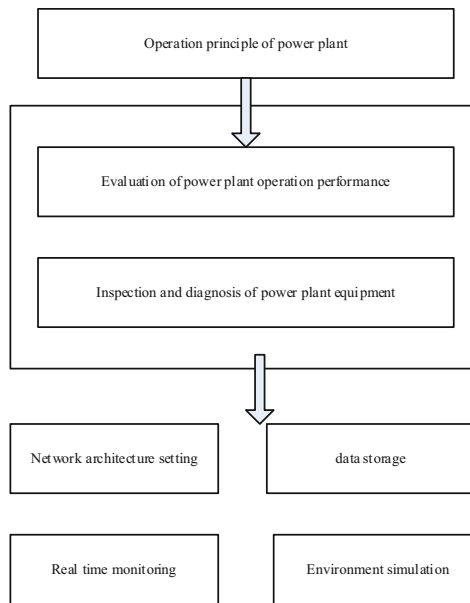 Operation principle of power plant
Evaluation of power plant operation performance
Inspection and diagnosis of power plant equipment
Network architecture setting
data storage
Real time monitoring
Environment simulation